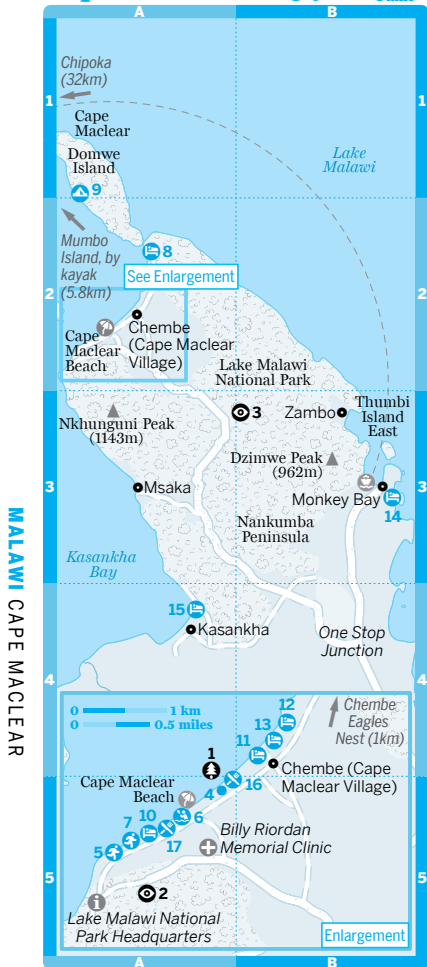 A
B
1
1
Chipoka
(32km)
Cape
Maclear
Domwe
Island
Lake
Malawi
9
Mumbo
Island, by
kayak
(5.8km)
8
See Enlargement
2
2
Chembe
(Cape Maclear
Village)
Cape
Maclear
Beach
Lake Malawi
National Park
Thumbi
Island
East
3
Zambo
Nkhunguni Peak
(1143m)
Dzimwe Peak
(962m)
3
3
Msaka
Monkey Bay
14
Nankumba
Peninsula
Kasankha
Bay
15
Kasankha
One Stop
Junction
4
4
MALAWI CAPE MACLEAR
0 1 km
0 0.5 miles
12
13
11
Chembe
Eagles
Nest (1km)
1
Chembe (Cape
Maclear Village)
16
4
Cape Maclear
Beach
6
10
7
17
5
Billy Riordan
Memorial Clinic
5
5
2
Lake Malawi National
Park Headquarters
Enlargement
A
B